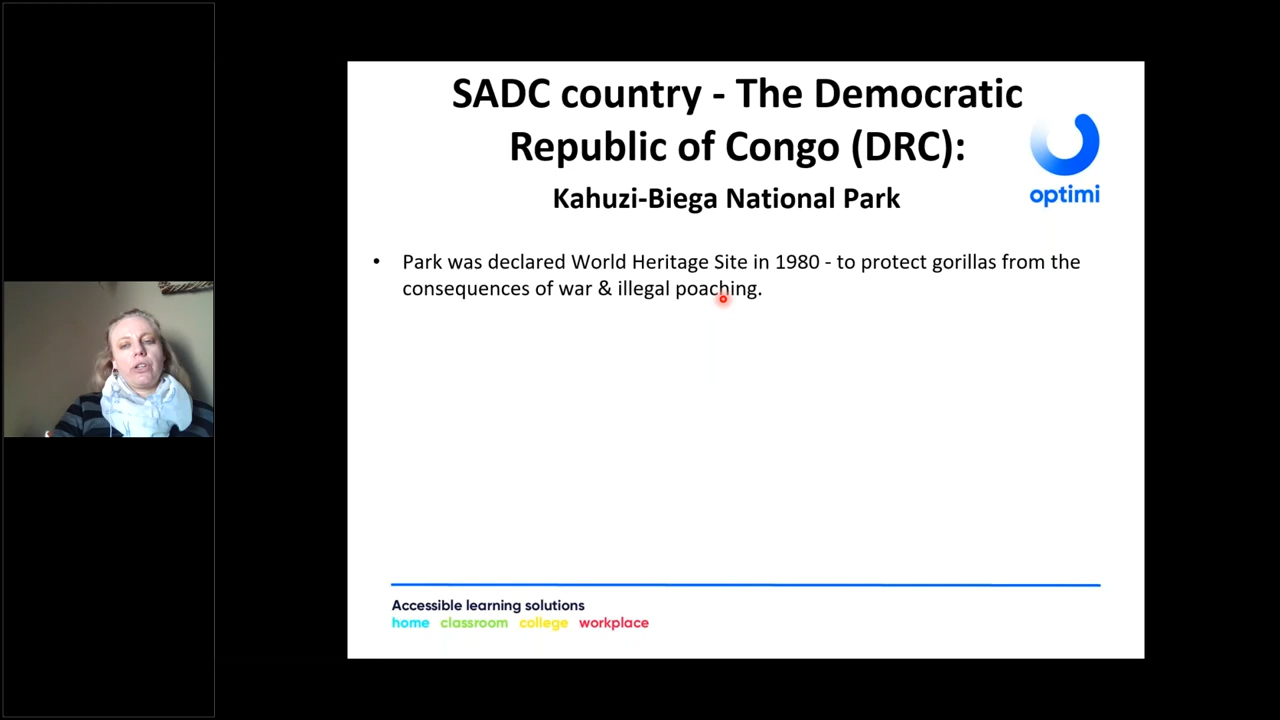 SADC country - The Democratic
Republic of Congo (DRC):
Kahuzi-Biega National Park
optimi
• Park was declared World Heritage Site in 1980 - to protect gorillas from the
consequences of war & illegal poaching.
Accessible learning solutions
home classroom college workplace